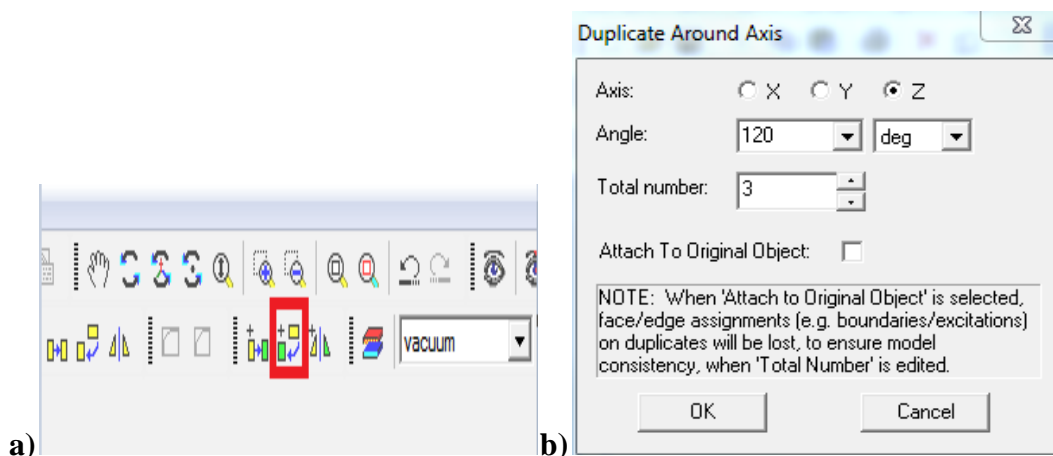 Duplicate Around Axis
Axis: X Y Z
Angle: 120 deg
Total number: 3
Attach To Original Object:
NOTE: When 'Attach to Original Object' is selected,
face/edge assignments (e.g. boundaries/excitations)
on duplicates will be lost, to ensure model
consistency, when 'Total Number' is edited.
OK Cancel
vacuum
a) b)